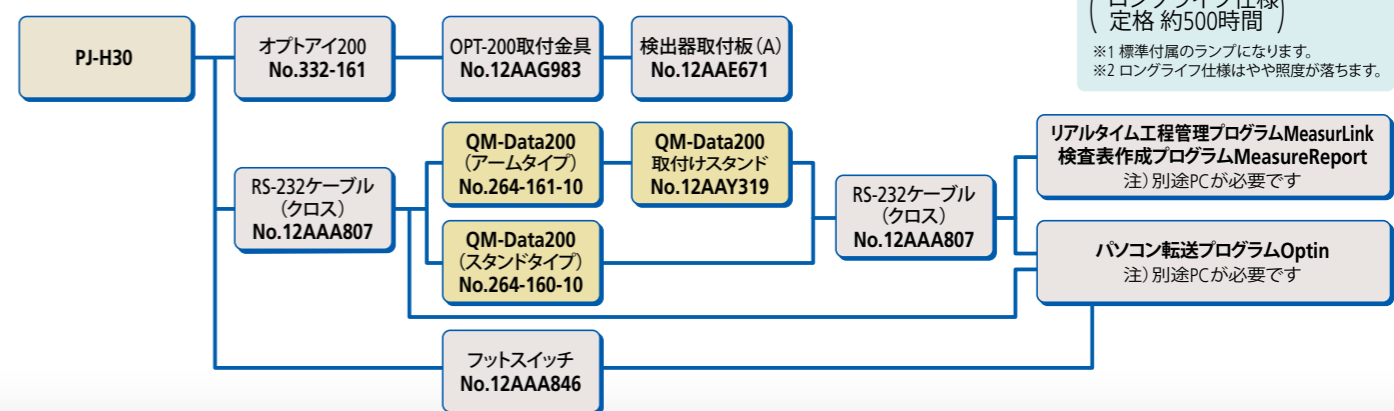 ロングライフ仕様
定格 約500時間
※1 標準付属のランプになります。
※2 ロングライフ仕様はやや照度が落ちます。
PJ-H30
オプトアイ200
No.332-161
OPT-200取付金具
No.12AAG983
検出器取付板(A)
No.12AAE671
RS-232ケーブル
(クロス)
No.12AAA807
QM-Data200
(アームタイプ)
No.264-161-10
QM-Data200
取付けスタンド
No.12AAY319
QM-Data200
(スタンドタイプ)
No.264-160-10
RS-232ケーブル
(クロス)
No.12AAA807
リアルタイム工程管理プログラムMeasurLink
検査表作成プログラムMeasureReport
注)別途PCが必要です
パソコン転送プログラムOptin
注)別途PCが必要です
フットスイッチ
No.12AAA846